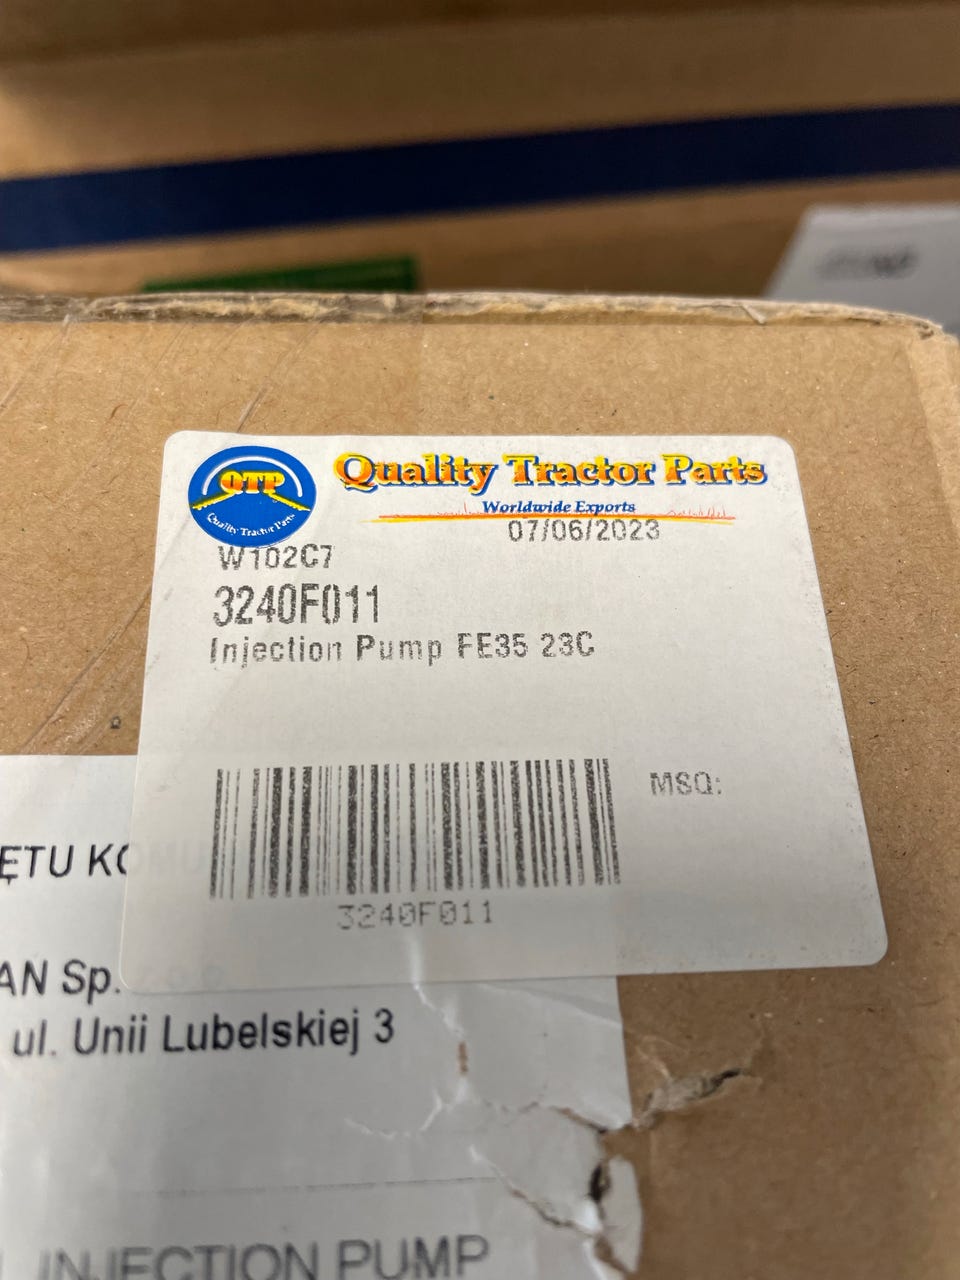 QTP
Quality Tractor Parts
Quality Tractor Parts
Worldwide Exports
07/06/2023
W102C7
3240F011
Injection Pump FE35 23C
MSQ:
3240F011
ĘTU KOMU
AN Sp. z o.o.
ul. Unii Lubelskiej 3
INJECTION PUMP